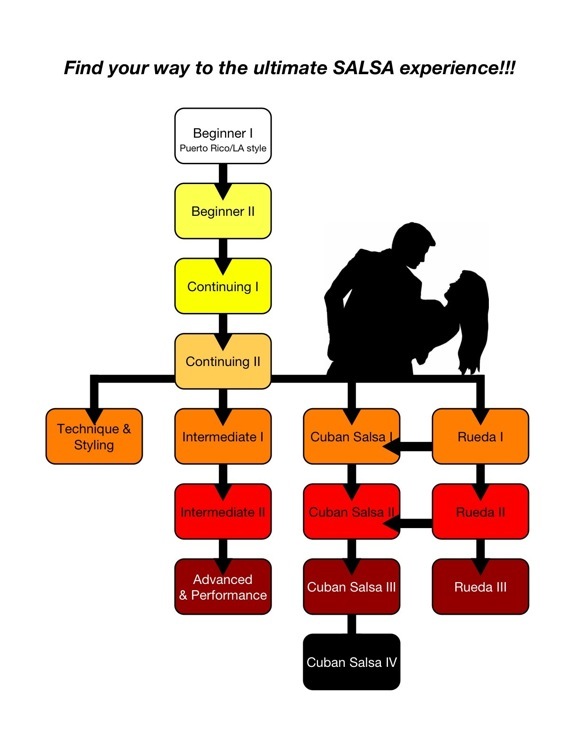 Find your way to the ultimate SALSA experience!!!
Beginner I
Puerto Rico/LA style
Beginner II
Continuing I
Continuing II
Technique &
Styling
Intermediate I
Cuban Salsa I
Rueda I
Intermediate II
Cuban Salsa II
Rueda II
Advanced
& Performance
Cuban Salsa III
Rueda III
Cuban Salsa IV